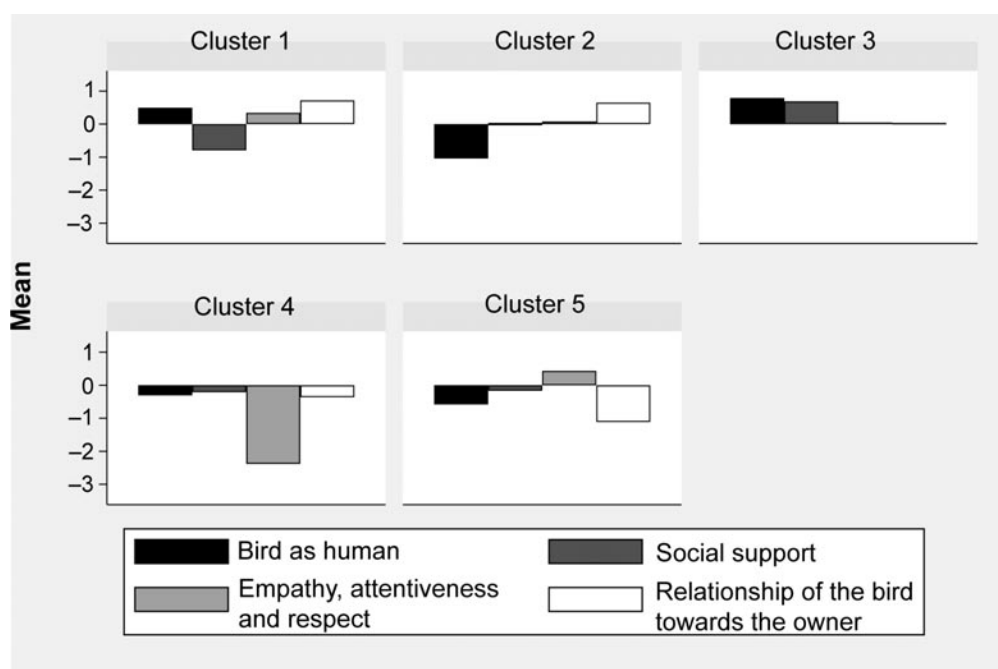 Cluster 1
Cluster 2
Cluster 3
1
0
–1
–2
–3
Mean
Cluster 4
Cluster 5
1
0
–1
–2
–3
Bird as human
Social support
Empathy, attentiveness
and respect
Relationship of the bird
towards the owner